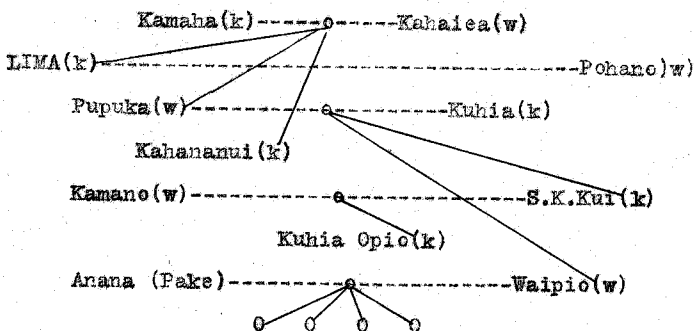 Kamaha(k)------o-----Kahaiea(w)
LIMA(k)------Pohano)w)
Pupuka(w)------o------Kuhia(k)
Kahananui(k)
Kamano(w)------o------S.K.Kui(k)
Kuhia Opio(k)
Anana (Pake)------o------Waipio(w)
o o o o